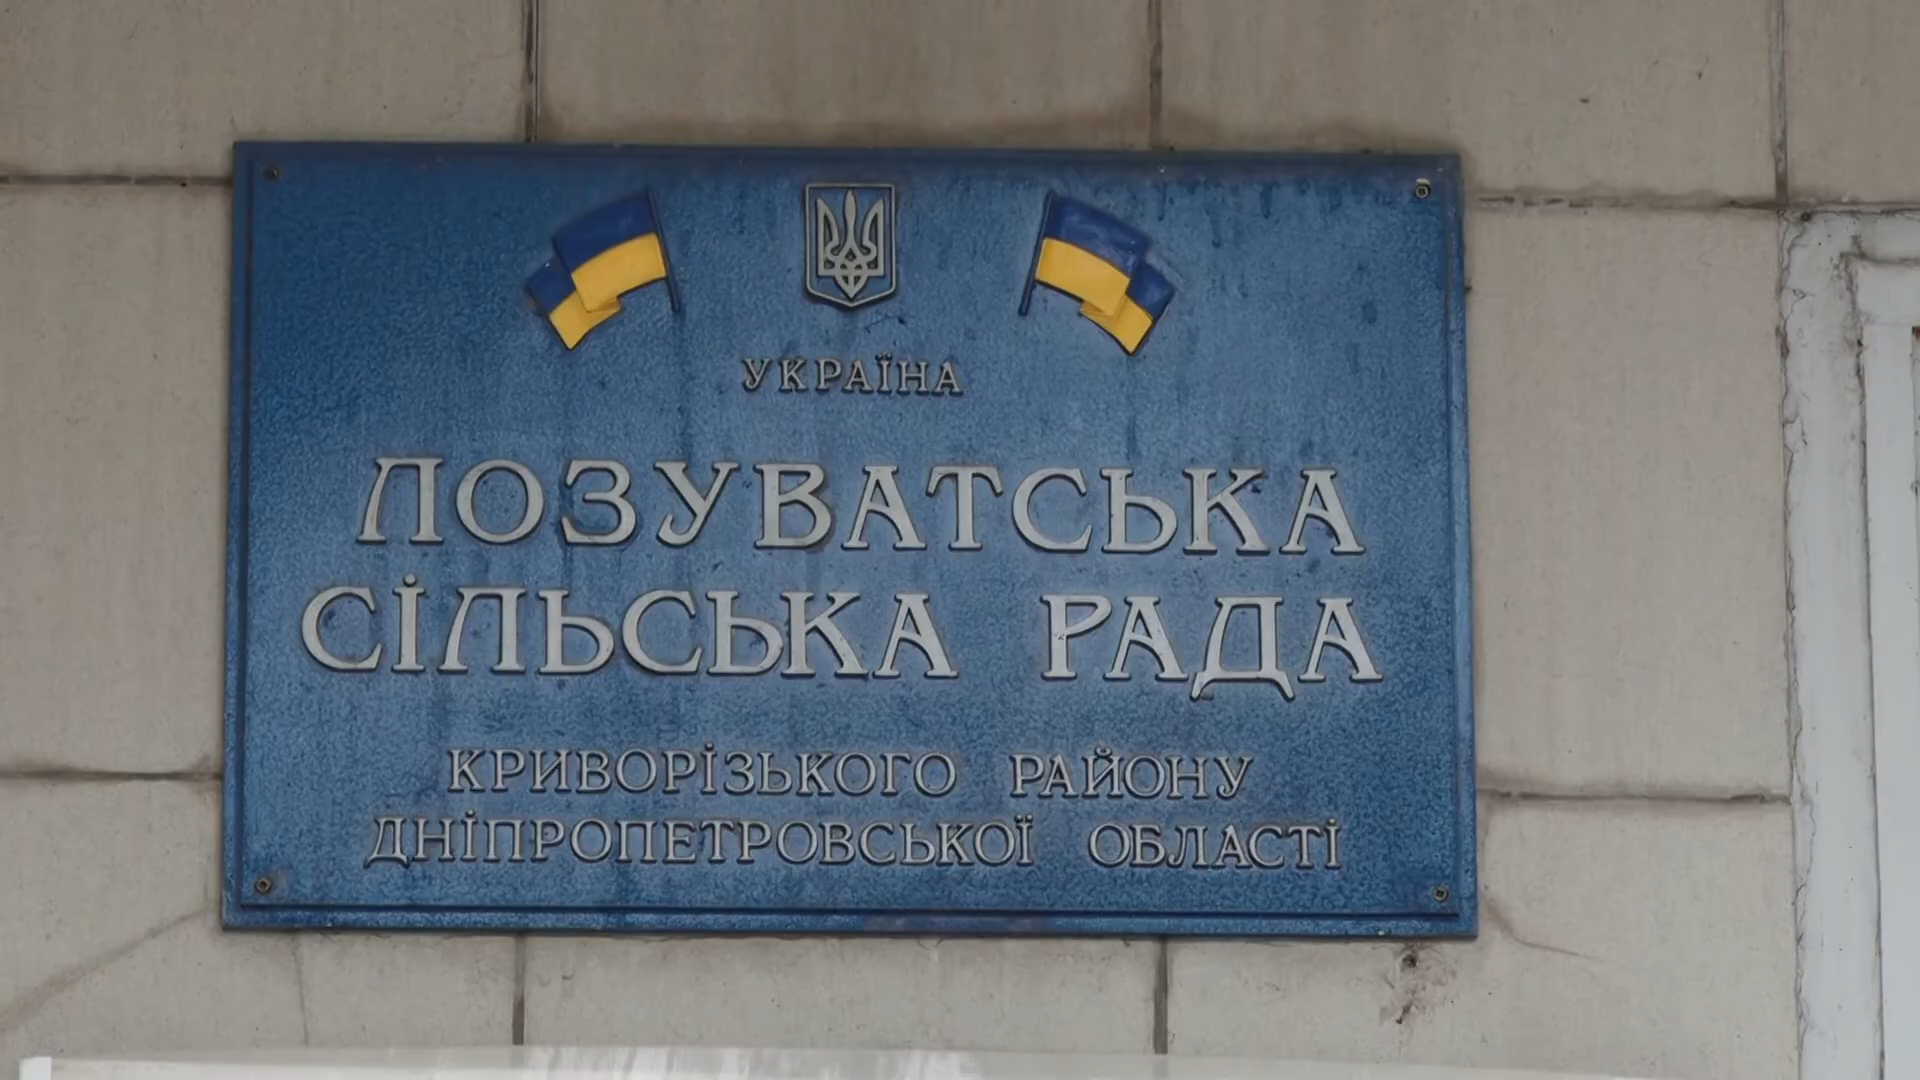 УКРАЇНА
ЛОЗУВАТСЬКА
СІЛЬСЬКА РАДА
КРИВОРІЗЬКОГО РАЙОНУ
ДНІПРОПЕТРОВСЬКОЇ ОБЛАСТІ